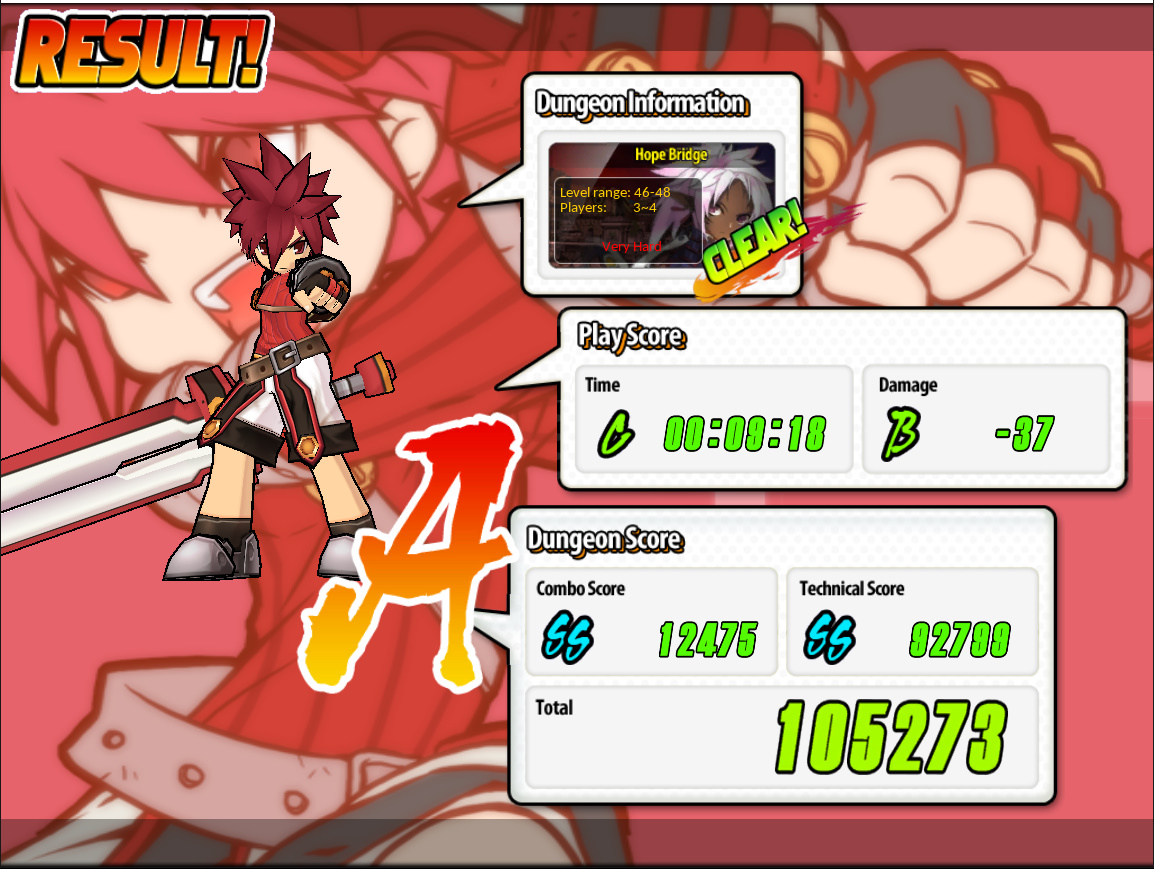 RESULT!
Dungeon Information
Hope Bridge
Level range: 46-48
Players: 3~4
Very Hard
CLEAR!
Play Score
Time
C 00:09:18
Damage
B -37
A
Dungeon Score
Combo Score
SS 12475
Technical Score
SS 92799
Total
105273